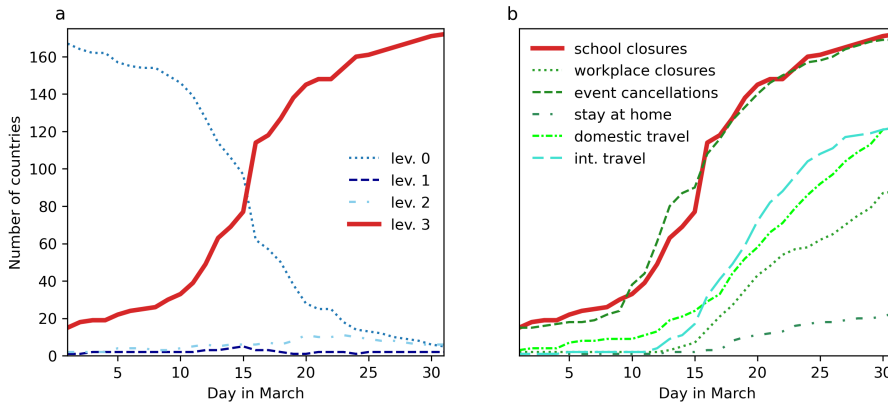 a
b
160
140
120
100
80
60
40
20
0
Number of countries
lev. 0
lev. 1
lev. 2
lev. 3
5
10
15
20
25
30
Day in March
school closures
workplace closures
event cancellations
stay at home
domestic travel
int. travel
5
10
15
20
25
30
Day in March